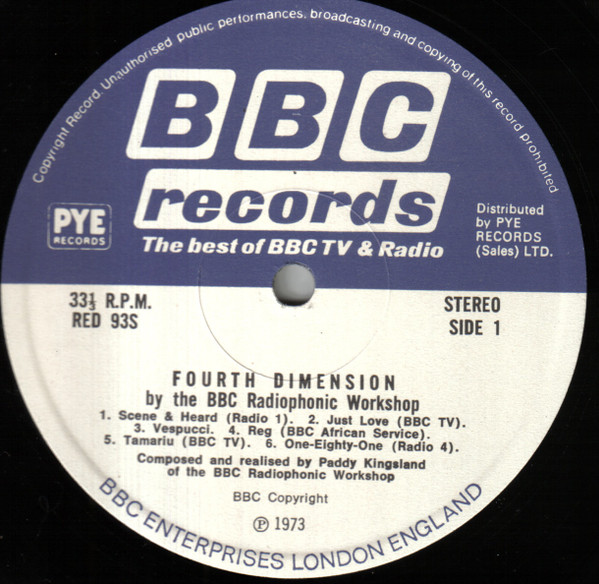 Copyright Record. Unauthorised public performances, broadcasting and copying of this record prohibited
BBC
records
The best of BBC TV & Radio
PYE
RECORDS
Distributed
by PYE
RECORDS
(Sales) LTD.
33⅓ R.P.M.
RED 93S
STEREO
SIDE 1
FOURTH DIMENSION
by the BBC Radiophonic Workshop
1. Scene & Heard (Radio 1). 2. Just Love (BBC TV).
3. Vespucci. 4. Reg (BBC African Service).
5. Tamariu (BBC TV). 6. One-Eighty-One (Radio 4).
Composed and realised by Paddy Kingsland
of the BBC Radiophonic Workshop
BBC Copyright
℗ 1973
BBC ENTERPRISES LONDON ENGLAND